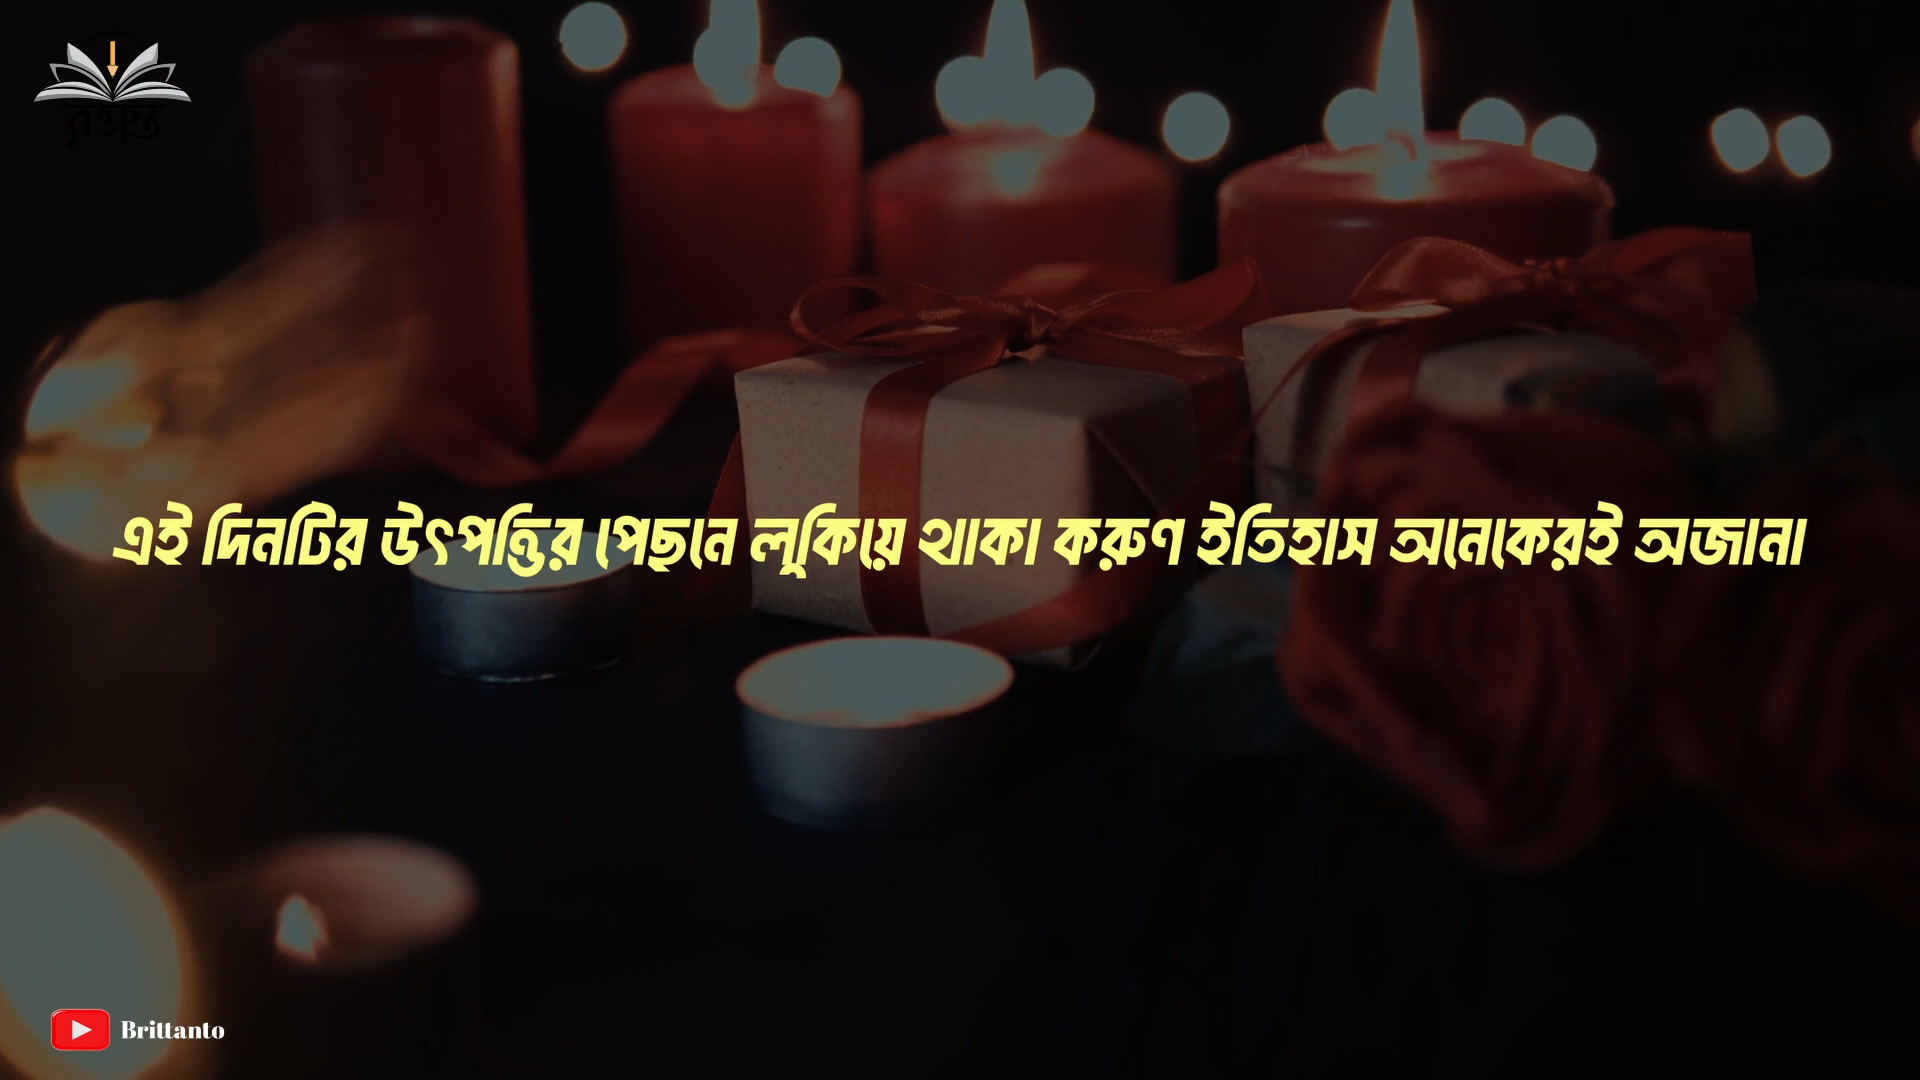 বৃত্তান্ত
এই দিনটির উৎপত্তির পেছনে লুকিয়ে থাকা করুণ ইতিহাস অনেকেরই অজানা
Brittanto